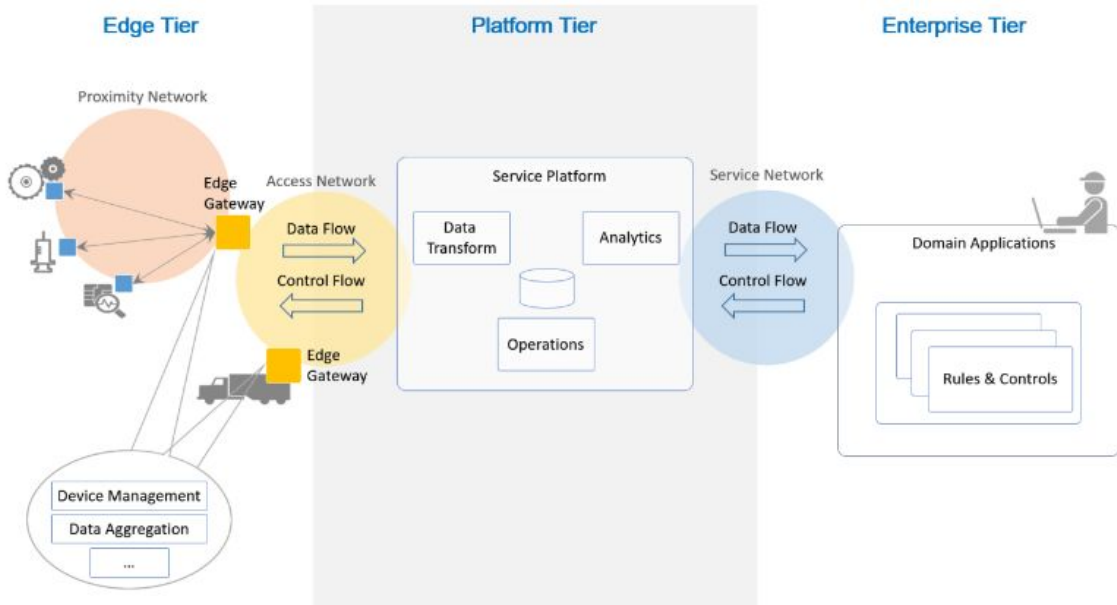 Edge Tier
Platform Tier
Enterprise Tier
Proximity Network
Edge
Gateway
Access Network
Data Flow
Control Flow
Edge
Gateway
Device Management
Data Aggregation
...
Service Platform
Data
Transform
Analytics
Operations
Service Network
Data Flow
Control Flow
Domain Applications
Rules & Controls